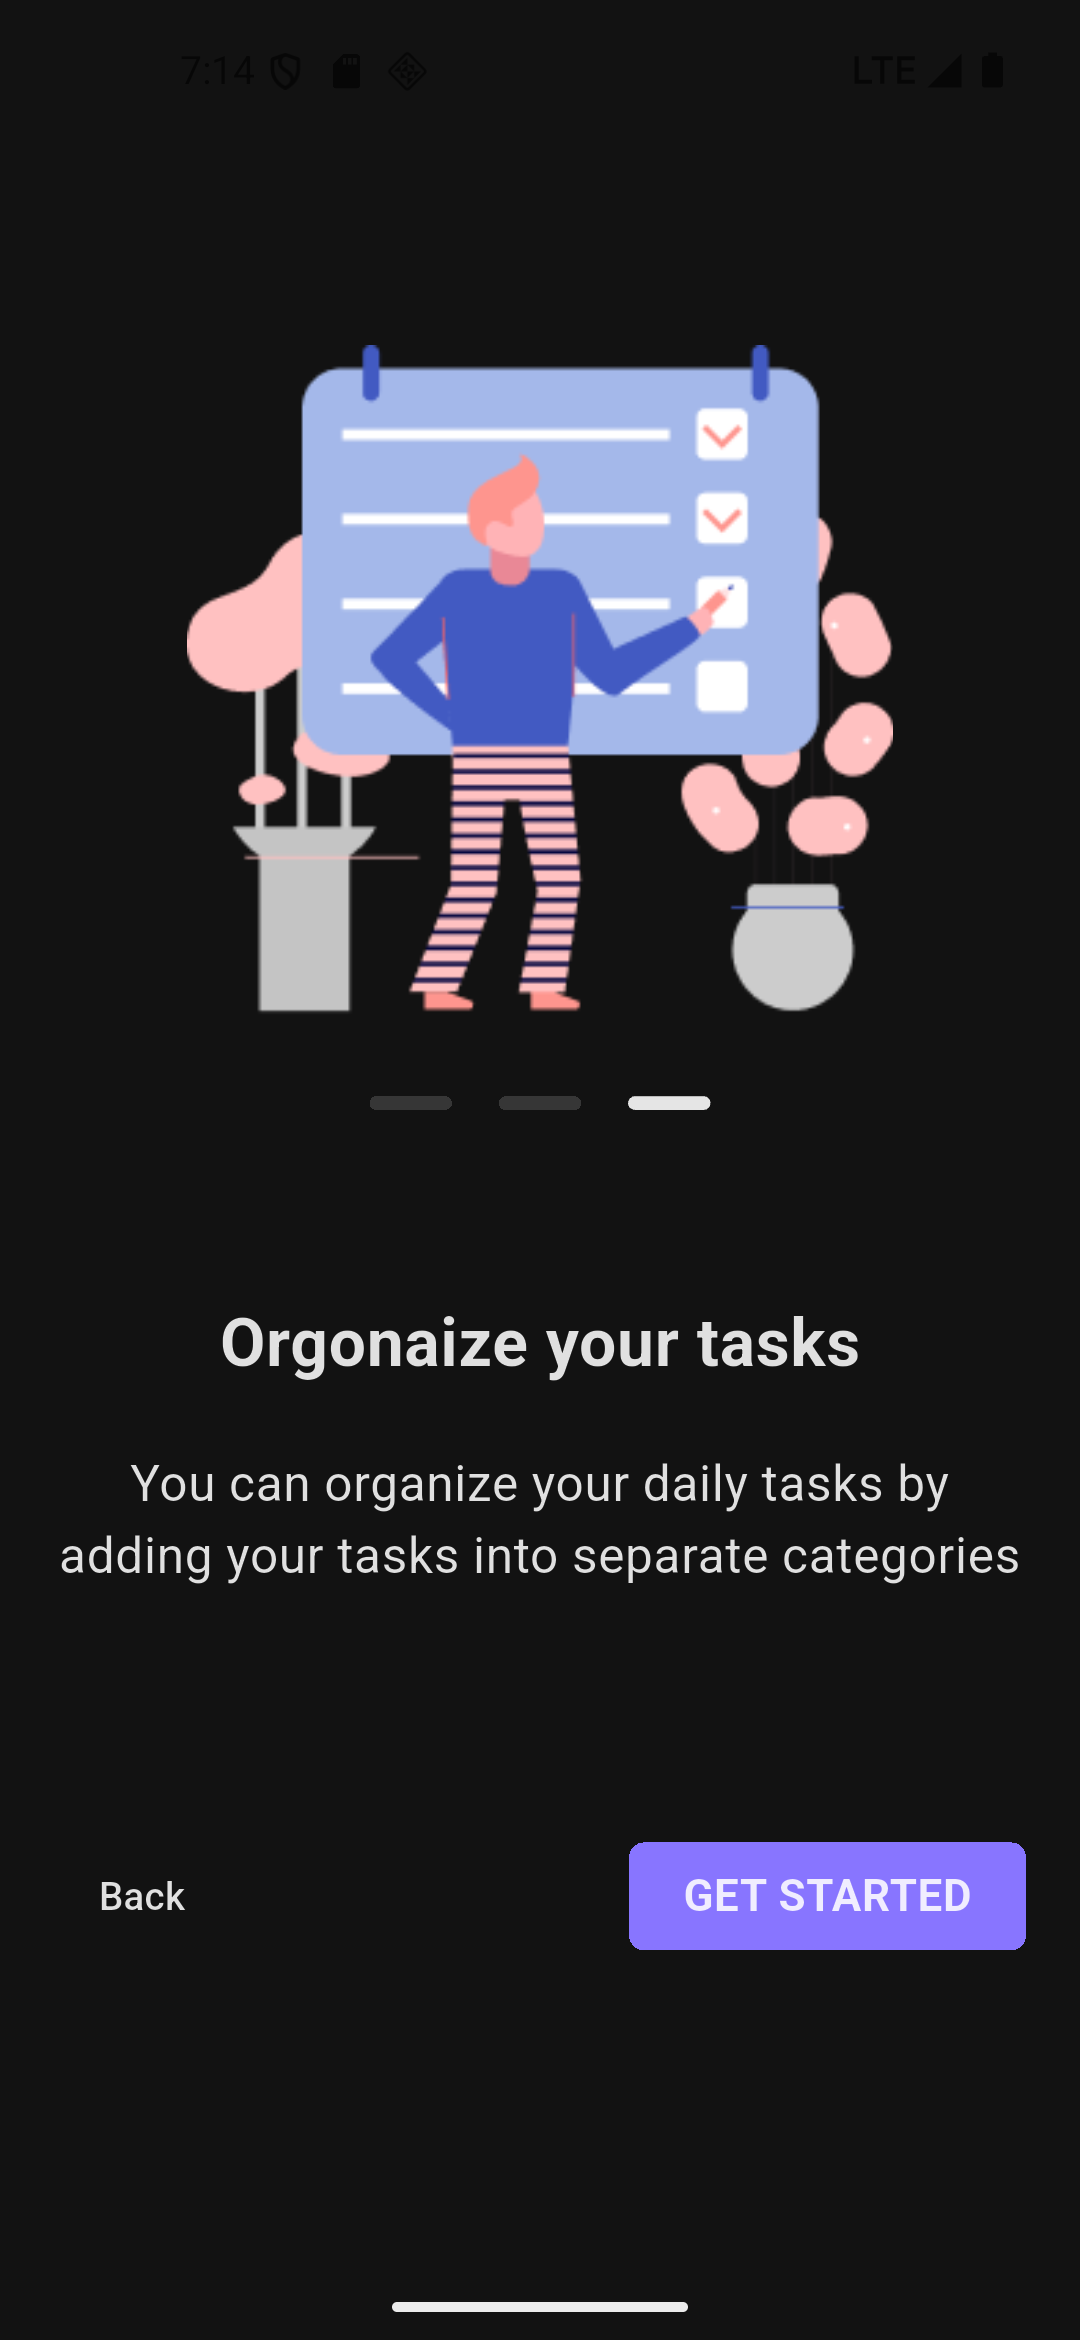 7:14 LTE
Orgonaize your tasks
You can organize your daily tasks by
adding your tasks into separate categories
Back GET STARTED